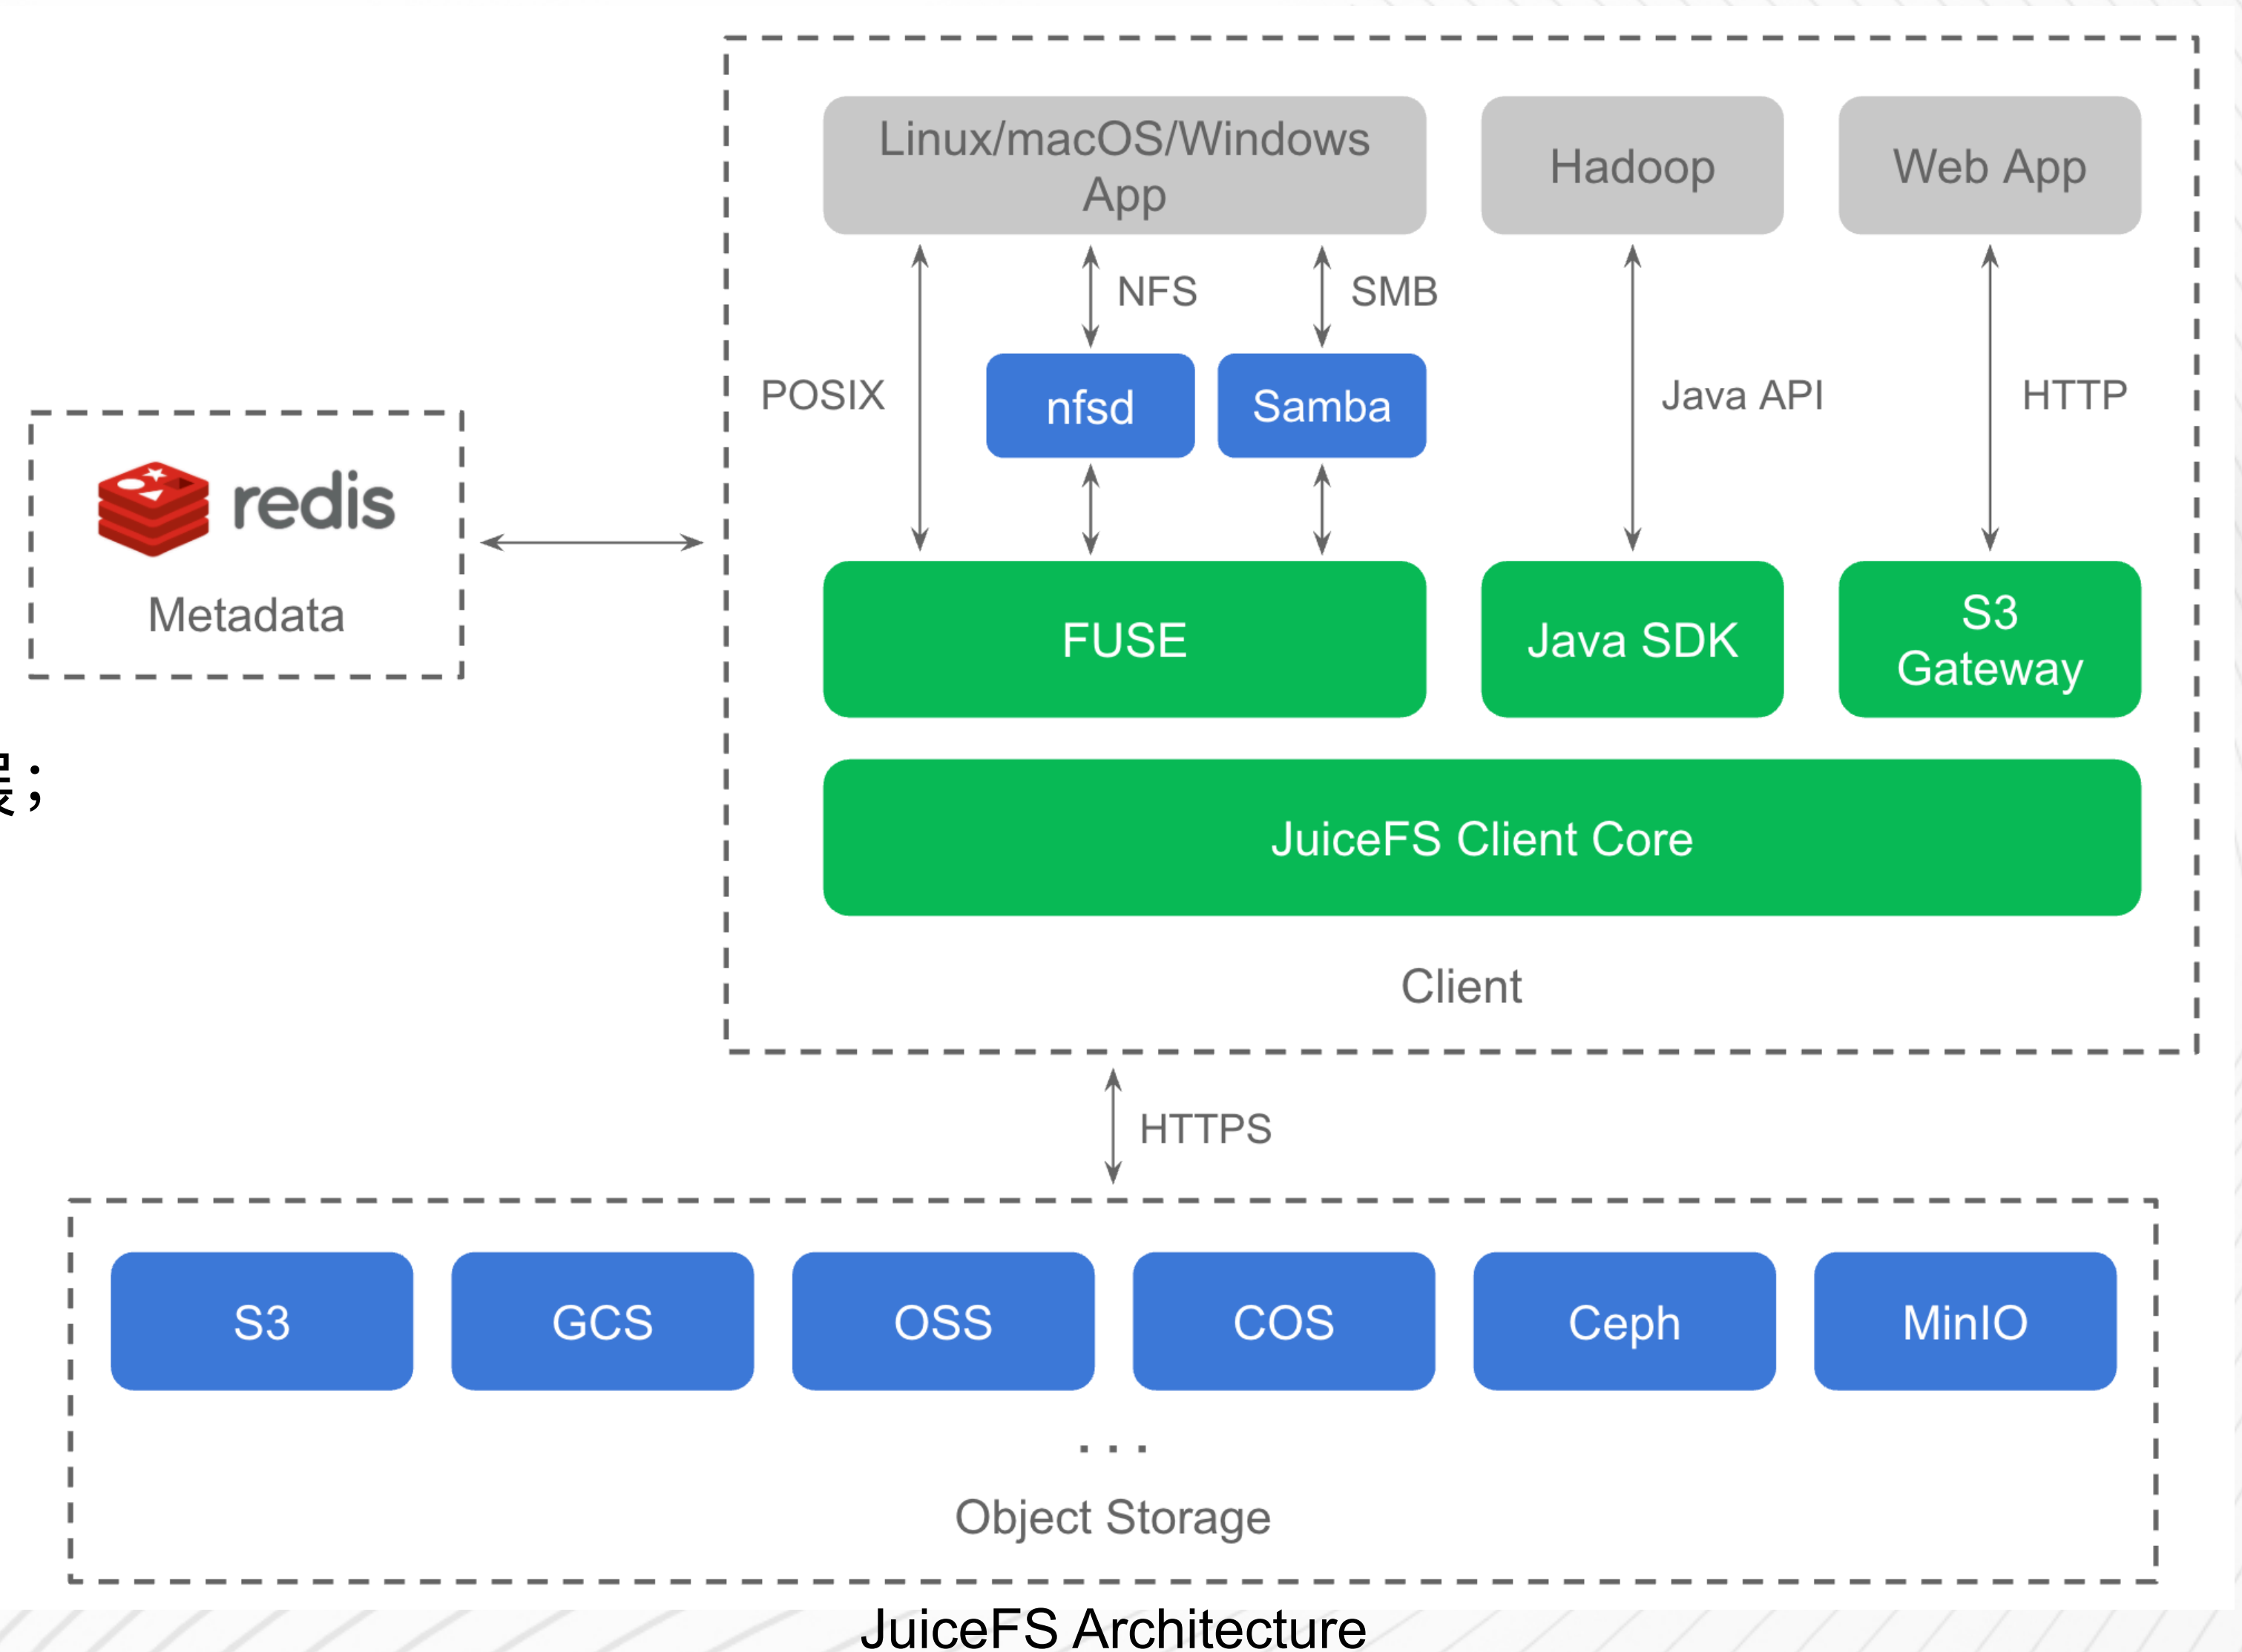 Linux/macOS/Windows
App
Hadoop
Web App
NFS
SMB
POSIX
nfsd
Samba
Java API
HTTP
redis
Metadata
FUSE
Java SDK
S3
Gateway
;
JuiceFS Client Core
Client
HTTPS
S3
GCS
OSS
COS
Ceph
MinIO
...
Object Storage
JuiceFS Architecture